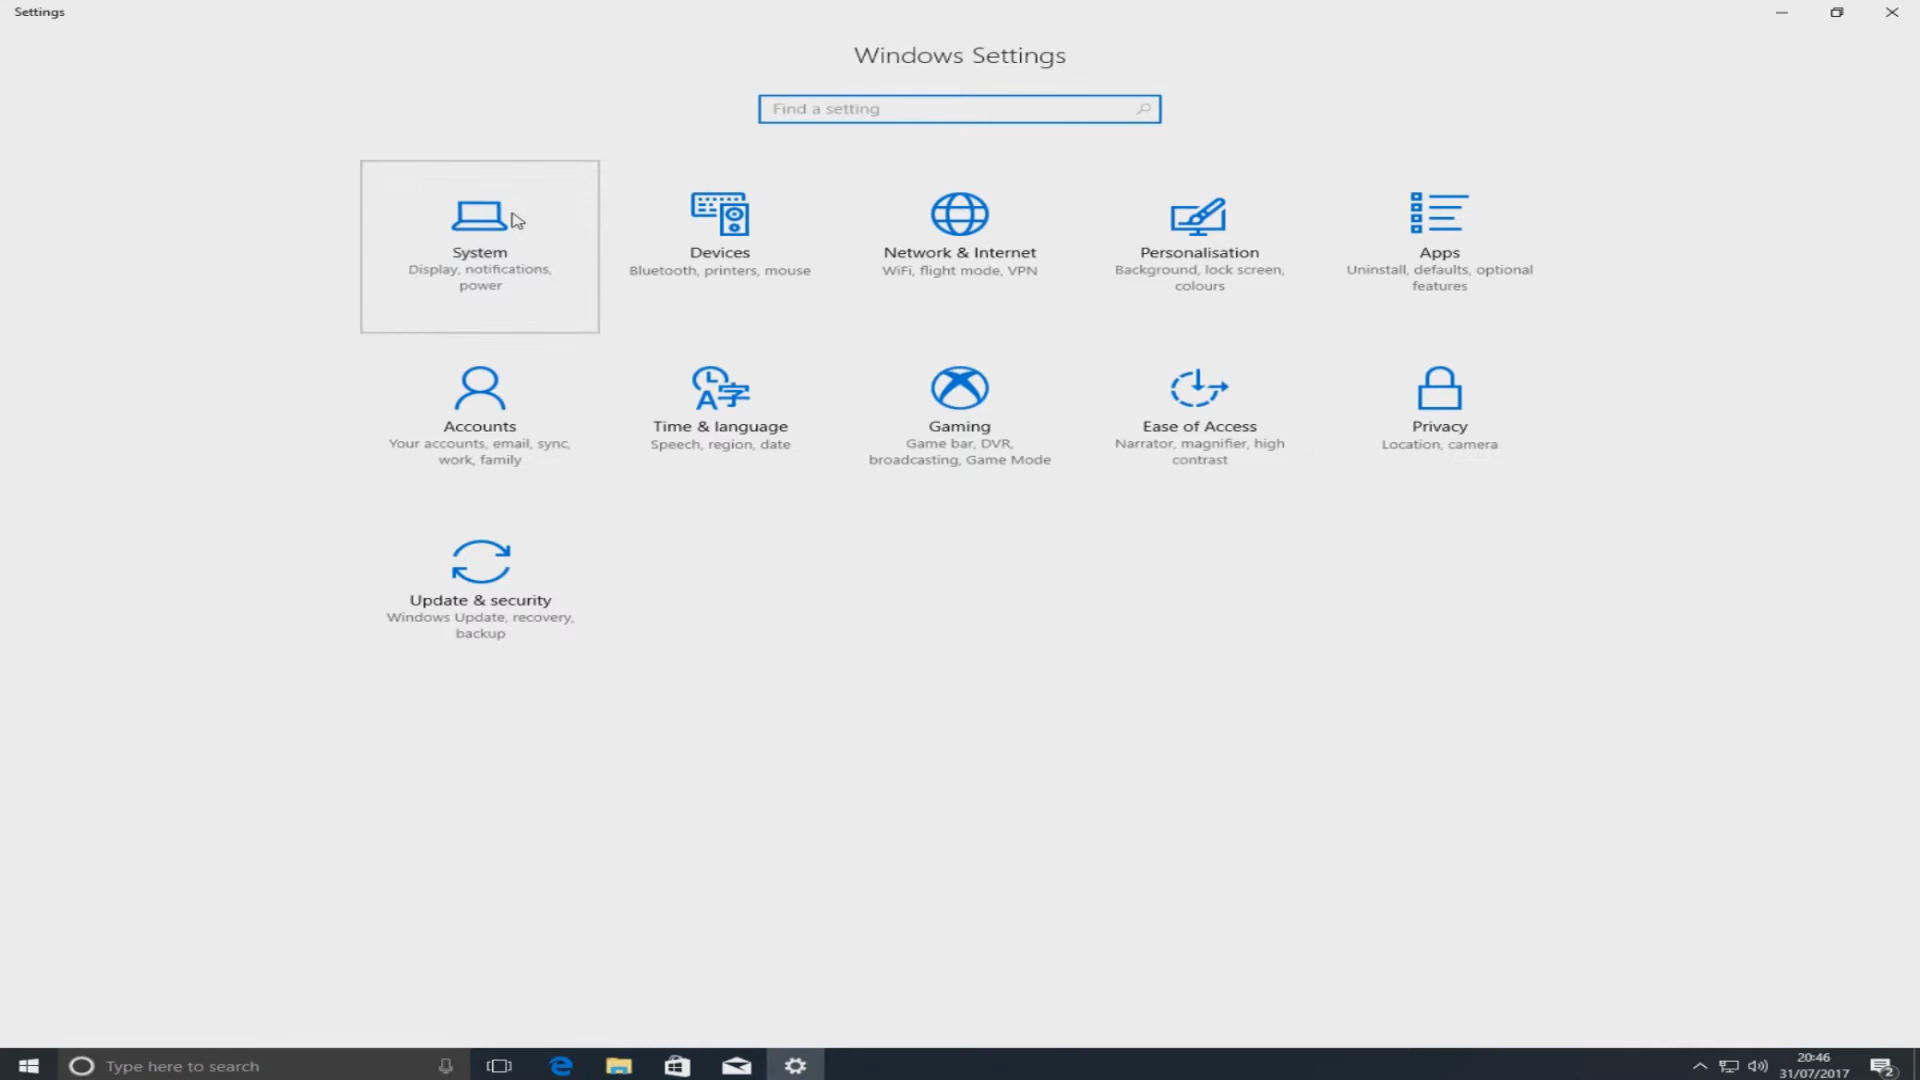 Settings
Windows Settings
Find a setting
System
Display, notifications,
power
Devices
Bluetooth, printers, mouse
Network & Internet
WiFi, flight mode, VPN
Personalisation
Background, lock screen,
colours
Apps
Uninstall, defaults, optional
features
Accounts
Your accounts, email, sync,
work, family
Time & language
Speech, region, date
Gaming
Game bar, DVR,
broadcasting, Game Mode
Ease of Access
Narrator, magnifier, high
contrast
Privacy
Location, camera
Update & security
Windows Update, recovery,
backup
Type here to search
20:46
31/07/2017
2